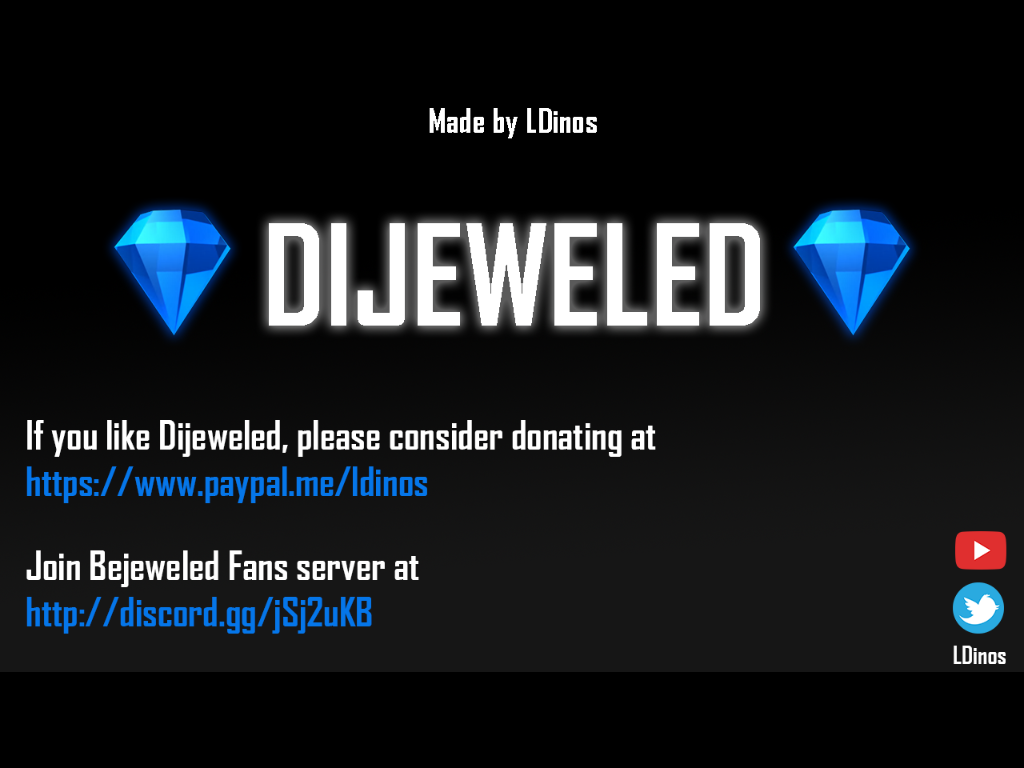 Made by LDinos
DIJEWELED
If you like Dijeweled, please consider donating at
https://www.paypal.me/ldinos
Join Bejeweled Fans server at
http://discord.gg/jSj2uKB
LDinos